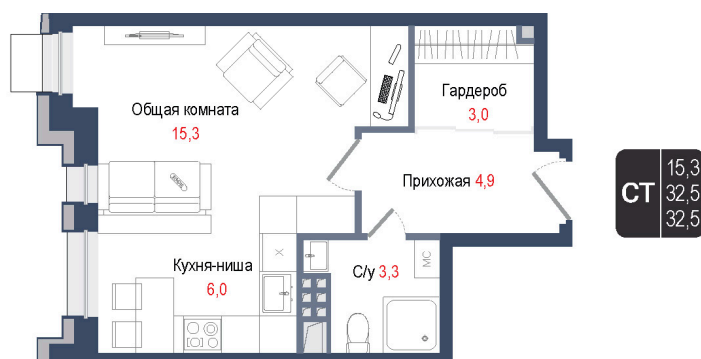 Общая комната
15,3
Гардероб
3,0
Прихожая 4,9
Кухня-ниша
6,0
С/у 3,3
МС
X
СТ
15,3
32,5
32,5